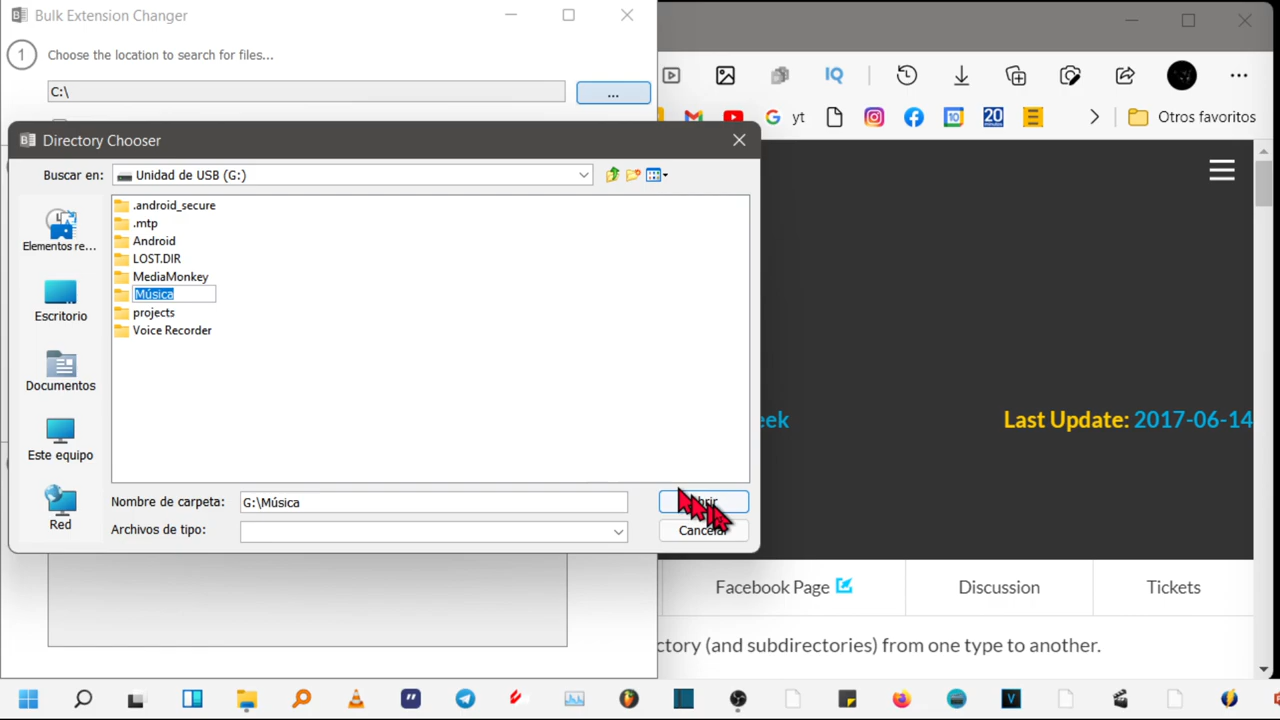 Bulk Extension Changer
1 Choose the location to search for files...
C:\
...
IQ
yt
10
20
Otros favoritos
Directory Chooser
Buscar en: Unidad de USB (G:)
Elementos re...
Escritorio
Documentos
Este equipo
Red
.android_secure
.mtp
Android
LOST.DIR
MediaMonkey
Música
projects
Voice Recorder
Nombre de carpeta: G:\Música
Archivos de tipo:
Cancelar
eek
Last Update: 2017-06-14
Facebook Page
Discussion
Tickets
ctory (and subdirectories) from one type to another.